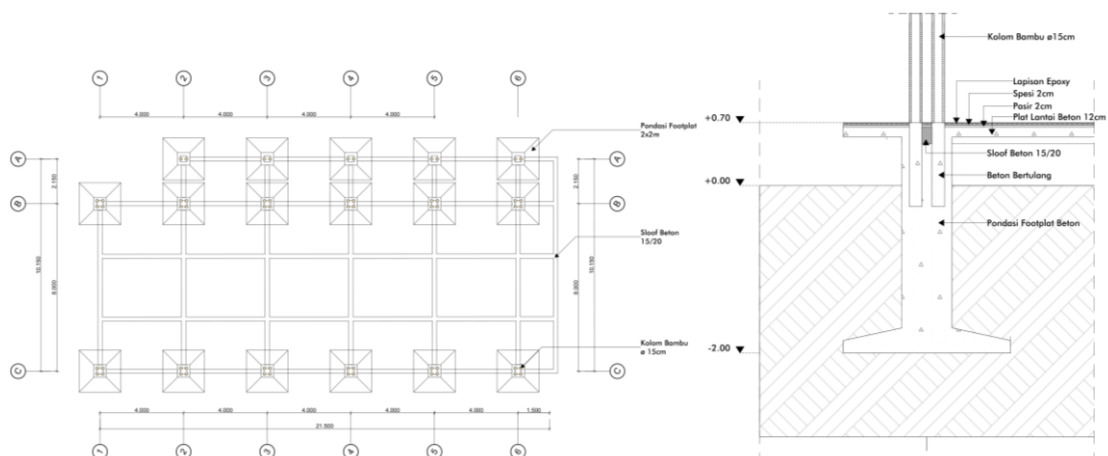 1
2
3
4
5
6
4.000
4.000
4.000
4.000
Pondasi Footplat
2x2m
A
A
2.150
2.150
B
B
10.150
8.000
8.000
10.150
Sloof Beton
15/20
Kolom Bambu
ø 15cm
C
C
4.000
4.000
4.000
4.000
4.000
1.500
21.500
1
2
3
4
5
6
Kolom Bambu ø15cm
Lapisan Epoxy
Spesi 2cm
Pasir 2cm
Plat Lantai Beton 12cm
+0.70
Sloof Beton 15/20
Beton Bertulang
+0.00
Pondasi Footplat Beton
-2.00